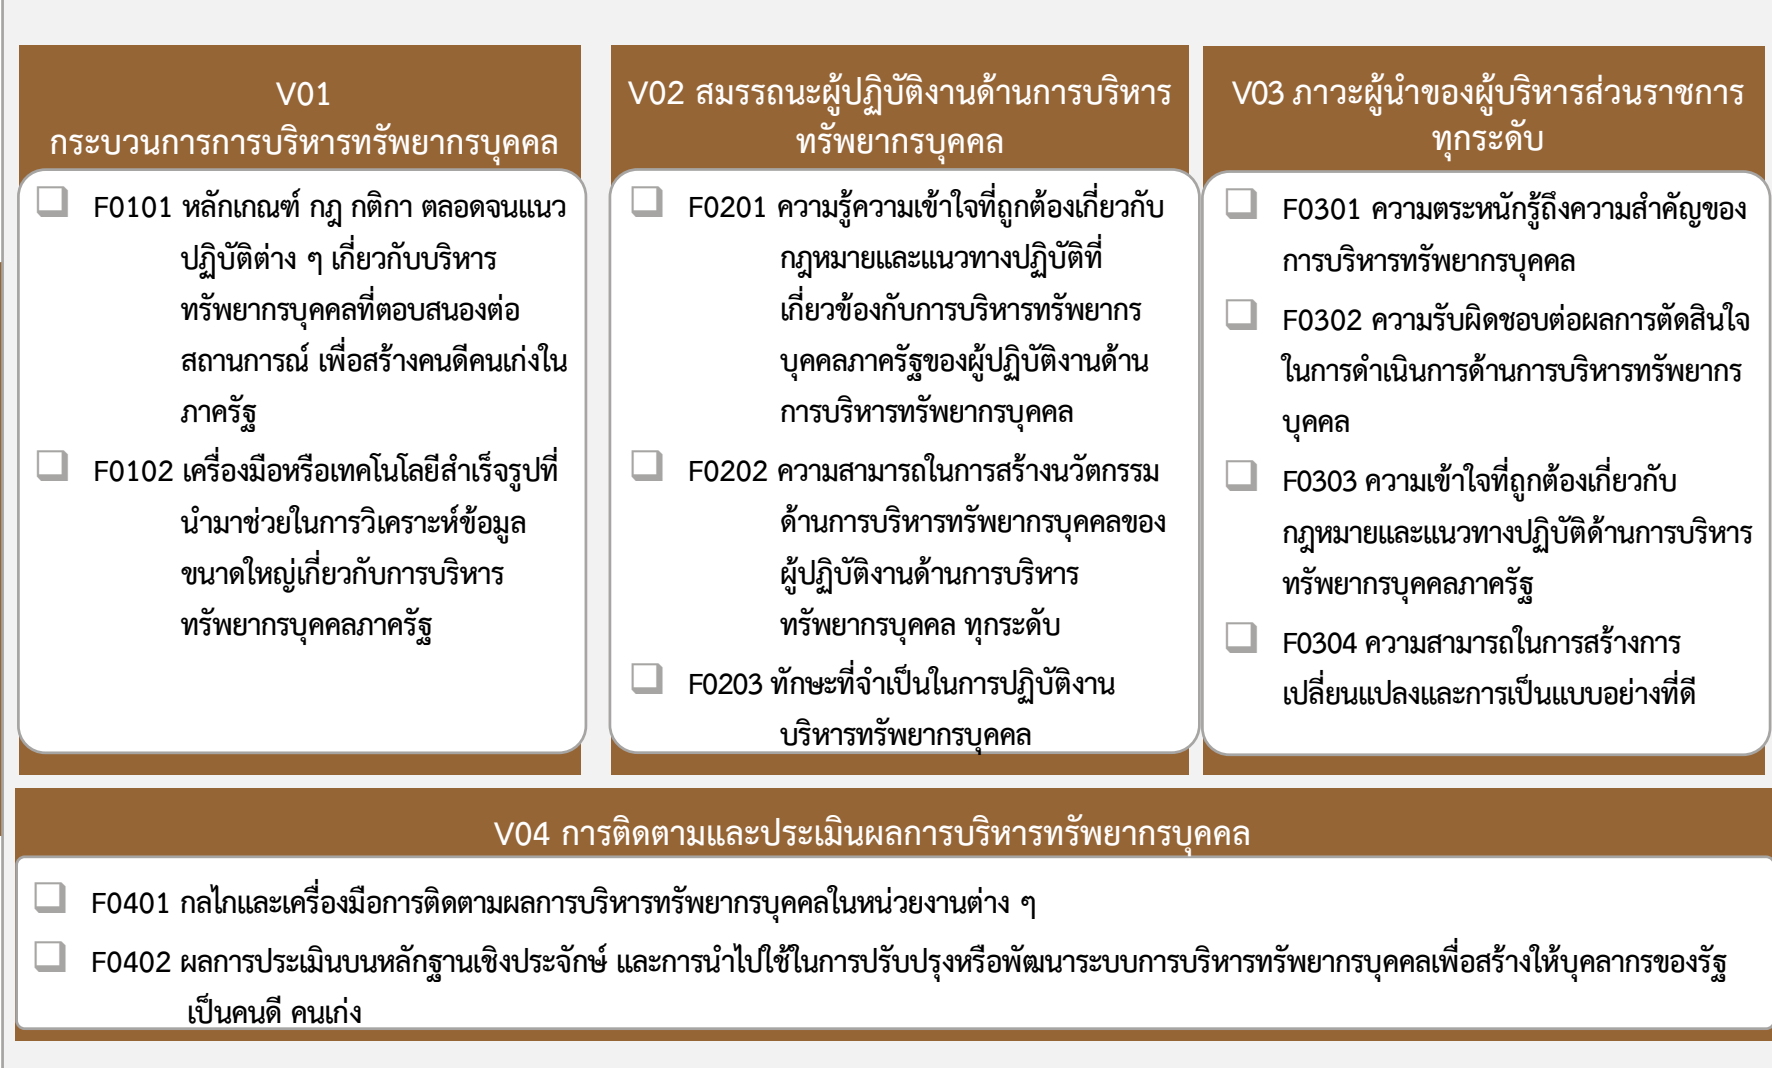 V01
กระบวนการการบริหารทรัพยากรบุคคล
F0101 หลักเกณฑ์ กฎ กติกา ตลอดจนแนว
ปฏิบัติต่าง ๆ เกี่ยวกับบริหาร
ทรัพยากรบุคคลที่ตอบสนองต่อ
สถานการณ์ เพื่อสร้างคนดีคนเก่งใน
ภาครัฐ
F0102 เครื่องมือหรือเทคโนโลยีสำเร็จรูปที่
นำมาช่วยในการวิเคราะห์ข้อมูล
ขนาดใหญ่เกี่ยวกับการบริหาร
ทรัพยากรบุคคลภาครัฐ
V02 สมรรถนะผู้ปฏิบัติงานด้านการบริหาร
ทรัพยากรบุคคล
F0201 ความรู้ความเข้าใจที่ถูกต้องเกี่ยวกับ
กฎหมายและแนวทางปฏิบัติที่
เกี่ยวข้องกับการบริหารทรัพยากร
บุคคลภาครัฐของผู้ปฏิบัติงานด้าน
การบริหารทรัพยากรบุคคล
F0202 ความสามารถในการสร้างนวัตกรรม
ด้านการบริหารทรัพยากรบุคคลของ
ผู้ปฏิบัติงานด้านการบริหาร
ทรัพยากรบุคคล ทุกระดับ
F0203 ทักษะที่จำเป็นในการปฏิบัติงาน
บริหารทรัพยากรบุคคล
V03 ภาวะผู้นำของผู้บริหารส่วนราชการ
ทุกระดับ
F0301 ความตระหนักรู้ถึงความสำคัญของ
การบริหารทรัพยากรบุคคล
F0302 ความรับผิดชอบต่อผลการตัดสินใจ
ในการดำเนินการด้านการบริหารทรัพยากร
บุคคล
F0303 ความเข้าใจที่ถูกต้องเกี่ยวกับ
กฎหมายและแนวทางปฏิบัติด้านการบริหาร
ทรัพยากรบุคคลภาครัฐ
F0304 ความสามารถในการสร้างการ
เปลี่ยนแปลงและการเป็นแบบอย่างที่ดี
V04 การติดตามและประเมินผลการบริหารทรัพยากรบุคคล
F0401 กลไกและเครื่องมือการติดตามผลการบริหารทรัพยากรบุคคลในหน่วยงานต่าง ๆ
F0402 ผลการประเมินบนหลักฐานเชิงประจักษ์ และการนำไปใช้ในการปรับปรุงหรือพัฒนาระบบการบริหารทรัพยากรบุคคลเพื่อสร้างให้บุคลากรของรัฐ
เป็นคนดี คนเก่ง